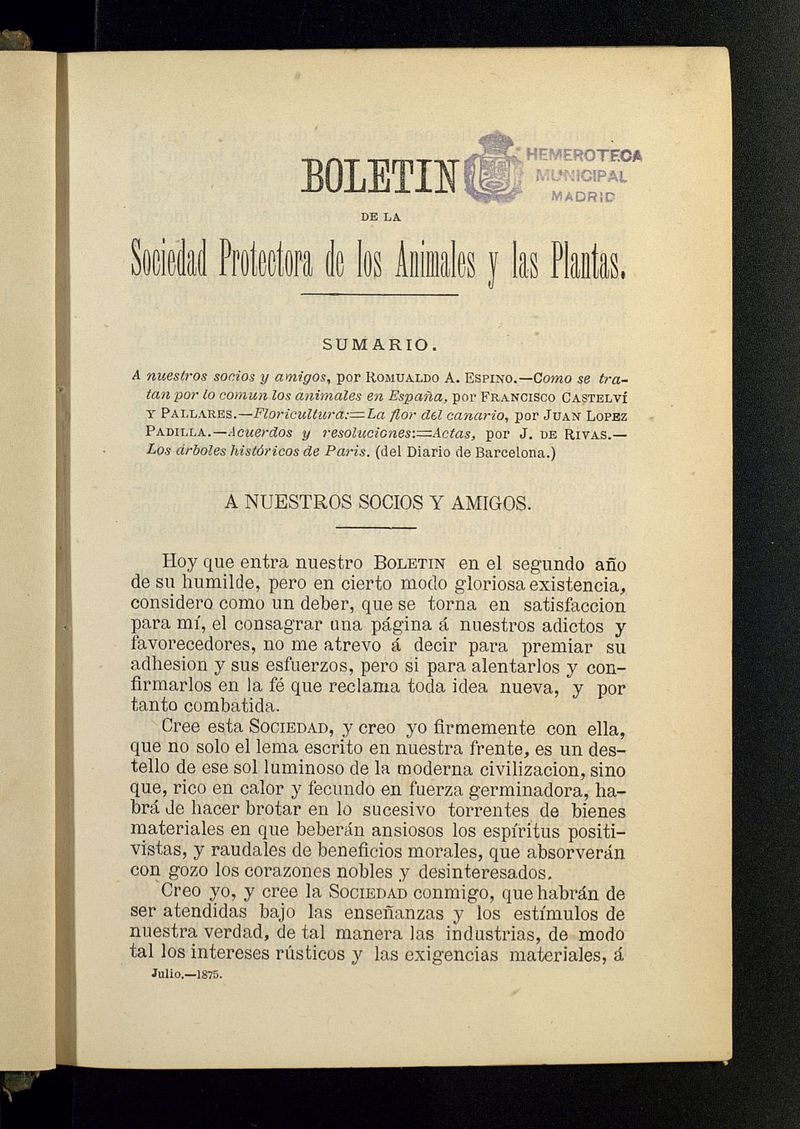 BOLETIN
HEMEROTECA
MUNICIPAL
MADRID
DE LA
Sociedad Protectora de los Animales y las Plantas.
SUMARIO.
A nuestros socios y amigos, por ROMUALDO A. ESPINO.—Como se tra-
tan por lo comun los animales en España, por FRANCISCO CASTELVÍ
Y PALLARES.—Floricultura:=La flor del canario, por JUAN LOPEZ
PADILLA.—Acuerdos y resoluciones:=Actas, por J. DE RIVAS.—
Los árboles históricos de Paris. (del Diario de Barcelona.)
A NUESTROS SOCIOS Y AMIGOS.
Hoy que entra nuestro BOLETIN en el segundo año
de su humilde, pero en cierto modo gloriosa existencia,
considero como un deber, que se torna en satisfaccion
para mí, el consagrar una página á nuestros adictos y
favorecedores, no me atrevo á decir para premiar su
adhesion y sus esfuerzos, pero si para alentarlos y con-
firmarlos en la fé que reclama toda idea nueva, y por
tanto combatida.
Cree esta SOCIEDAD, y creo yo firmemente con ella,
que no solo el lema escrito en nuestra frente, es un des-
tello de ese sol luminoso de la moderna civilizacion, sino
que, rico en calor y fecundo en fuerza germinadora, ha-
brá de hacer brotar en lo sucesivo torrentes de bienes
materiales en que beberán ansiosos los espíritus positi-
vistas, y raudales de beneficios morales, que absorverán
con gozo los corazones nobles y desinteresados.
Creo yo, y cree la SOCIEDAD conmigo, que habrán de
ser atendidas bajo las enseñanzas y los estímulos de
nuestra verdad, de tal manera las industrias, de modo
tal los intereses rústicos y las exigencias materiales, á
Julio.—1875.